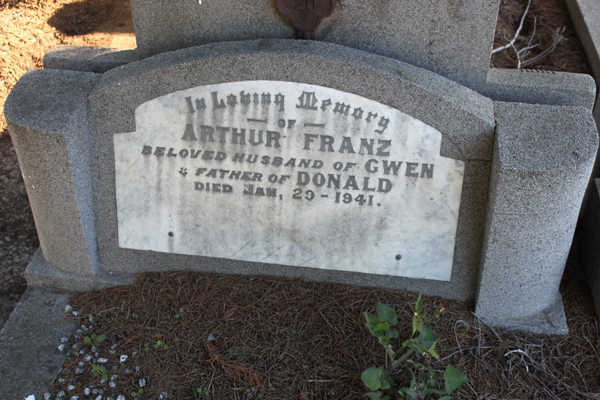 In Loving Memory
— OF —
ARTHUR FRANZ
BELOVED HUSBAND OF GWEN
& FATHER OF DONALD
DIED JAN, 29-1941.